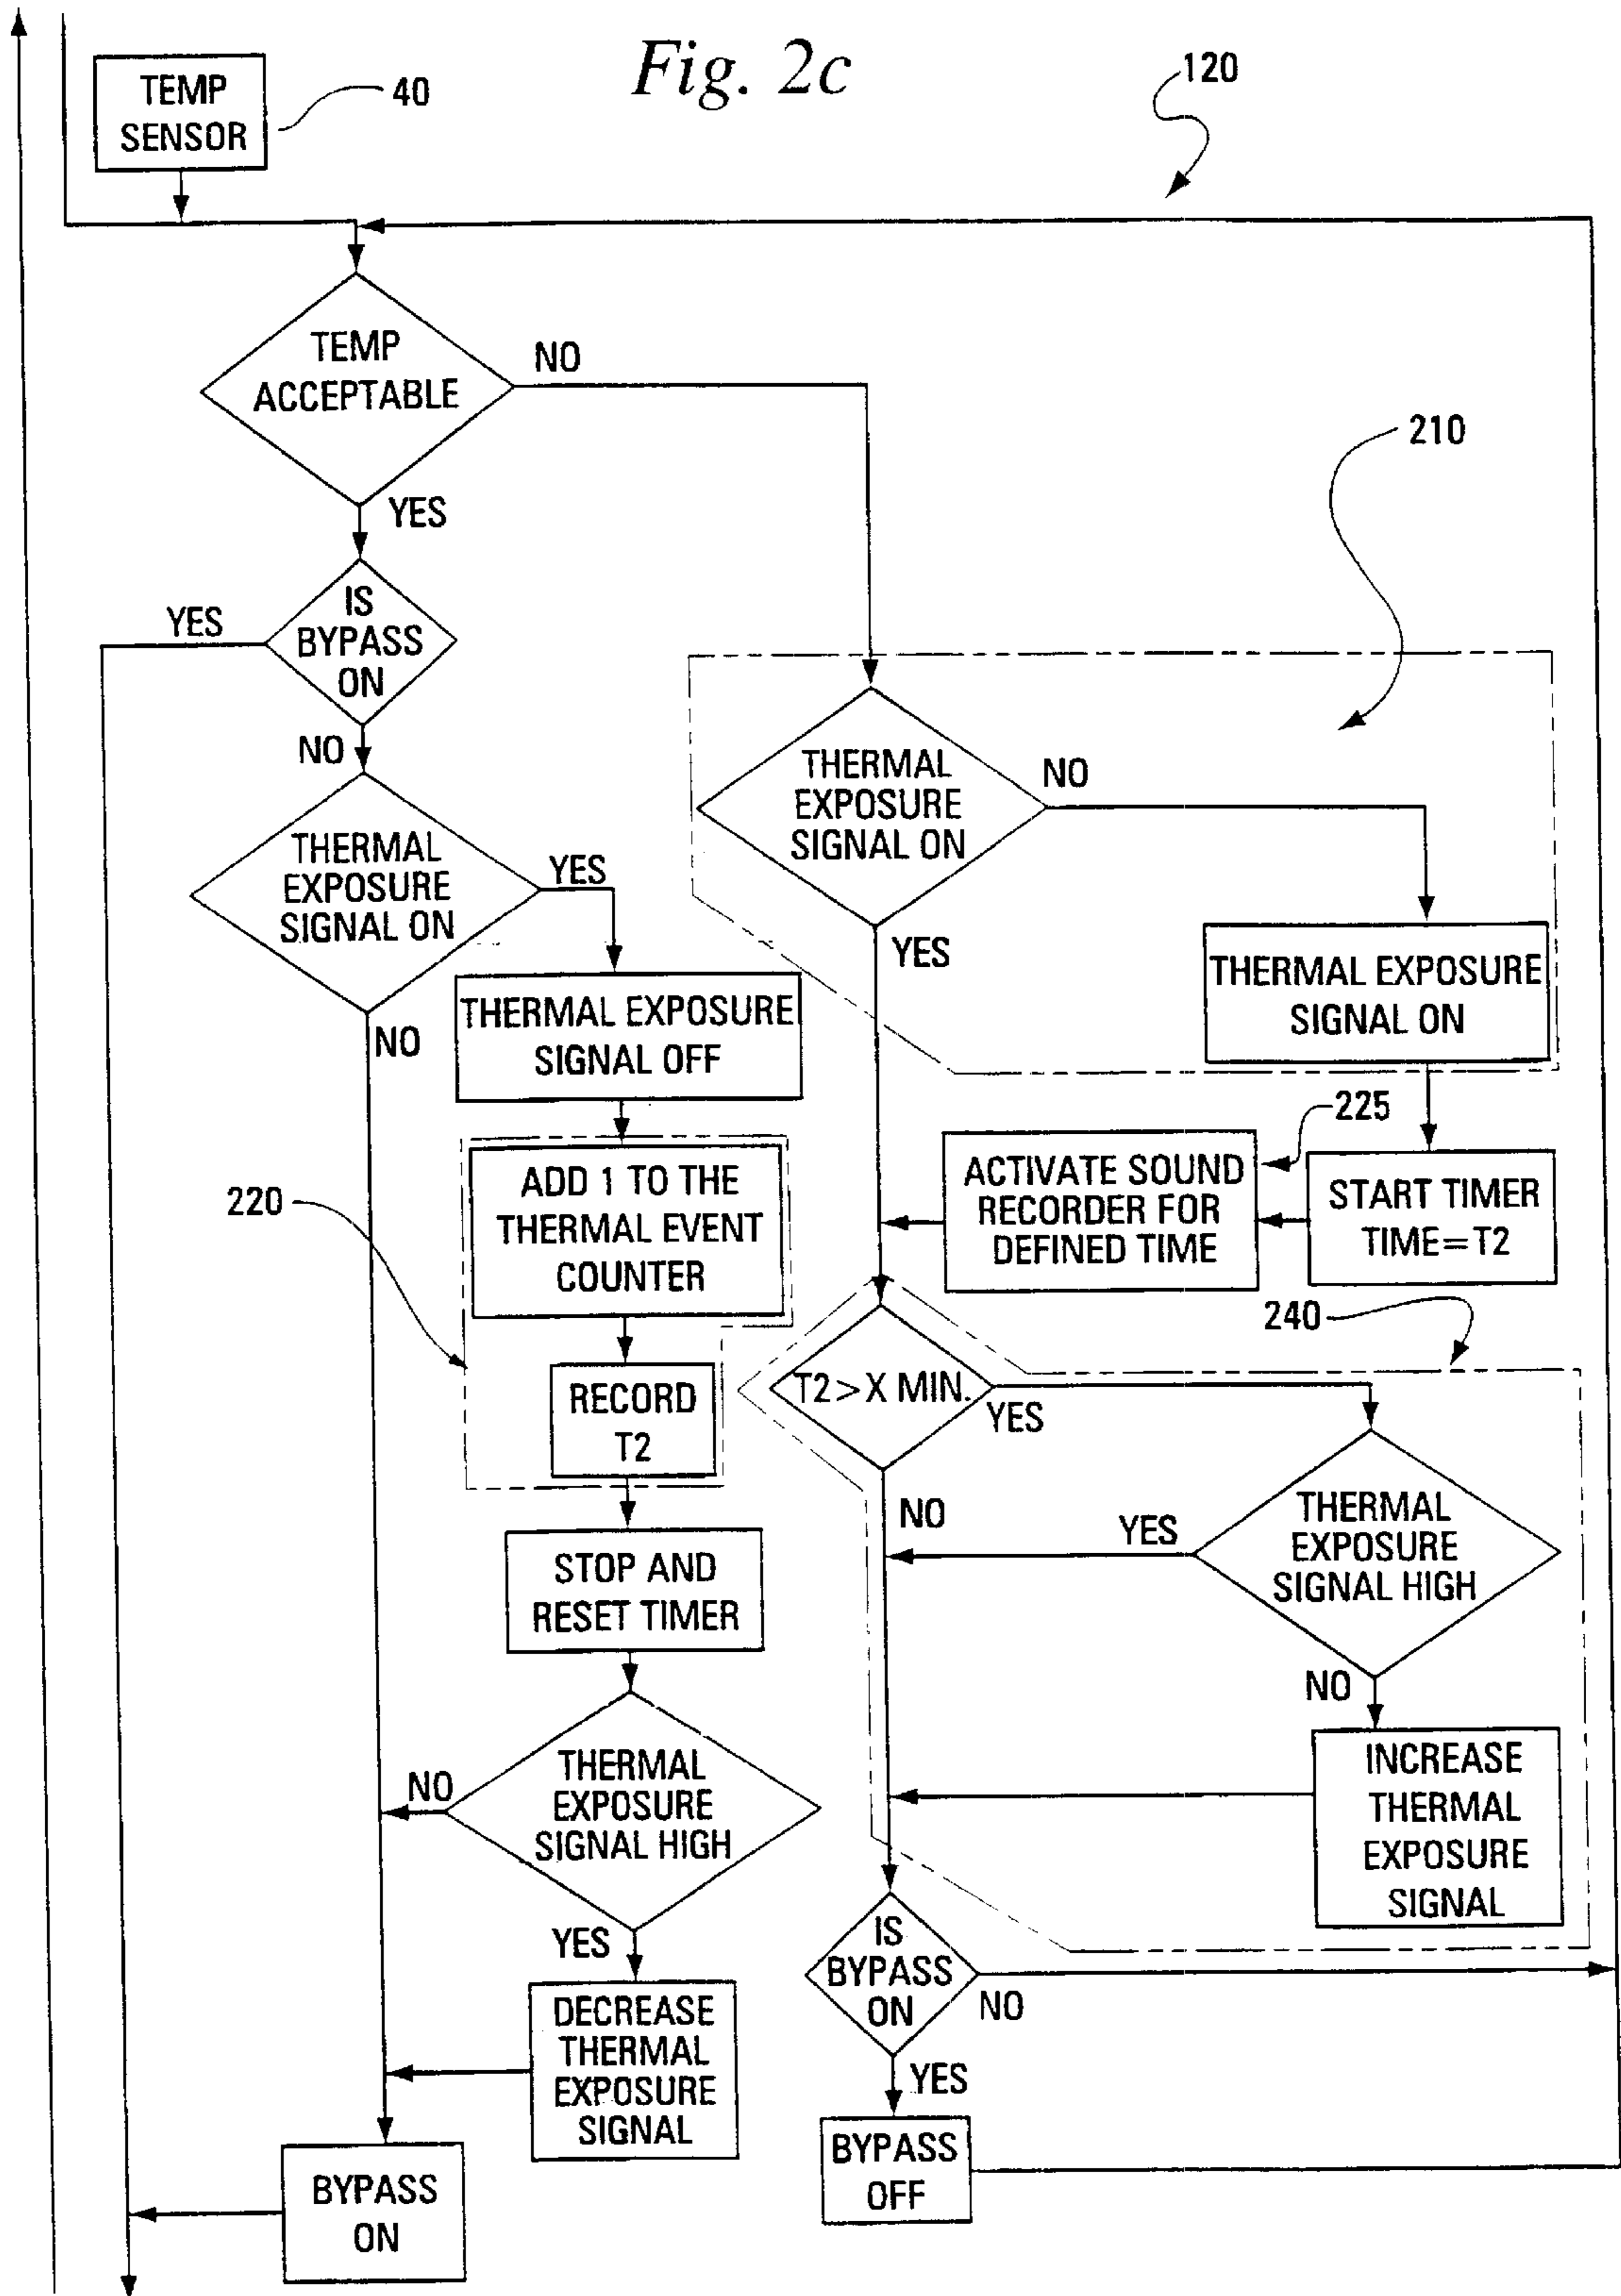 Fig. 2c
TEMP
SENSOR
40
120
TEMP
ACCEPTABLE
NO
YES
210
IS
BYPASS
ON
YES
NO
THERMAL
EXPOSURE
SIGNAL ON
NO
YES
THERMAL EXPOSURE
SIGNAL ON
THERMAL
EXPOSURE
SIGNAL ON
YES
NO
THERMAL EXPOSURE
SIGNAL OFF
225
ACTIVATE SOUND
RECORDER FOR
DEFINED TIME
START TIMER
TIME=T2
220
ADD 1 TO THE
THERMAL EVENT
COUNTER
240
RECORD
T2
T2>X MIN.
YES
NO
THERMAL
EXPOSURE
SIGNAL HIGH
YES
NO
STOP AND
RESET TIMER
THERMAL
EXPOSURE
SIGNAL HIGH
NO
YES
INCREASE
THERMAL
EXPOSURE
SIGNAL
IS
BYPASS
ON
NO
YES
DECREASE
THERMAL
EXPOSURE
SIGNAL
BYPASS
OFF
BYPASS
ON